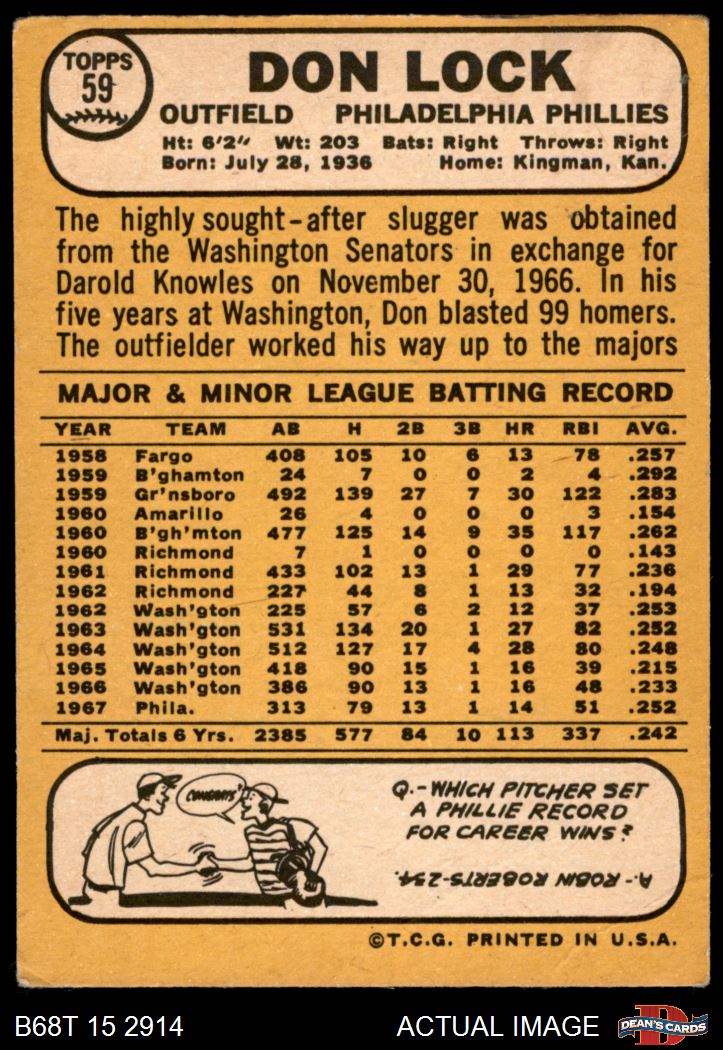 TOPPS
59
DON LOCK
OUTFIELD PHILADELPHIA PHILLIES
Ht: 6'2" Wt: 203 Bats: Right Throws: Right
Born: July 28, 1936 Home: Kingman, Kan.
The highly sought-after slugger was obtained
from the Washington Senators in exchange for
Darold Knowles on November 30, 1966. In his
five years at Washington, Don blasted 99 homers.
The outfielder worked his way up to the majors
MAJOR & MINOR LEAGUE BATTING RECORD
YEAR TEAM AB H 2B 3B HR RBI AVG.
1958 Fargo 408 105 10 6 13 78 .257
1959 B'ghamton 24 7 0 0 2 4 .292
1959 Gr'nsboro 492 139 27 7 30 122 .283
1960 Amarillo 26 4 0 0 0 3 .154
1960 B'gh'mton 477 125 14 9 35 117 .262
1960 Richmond 7 1 0 0 0 0 .143
1961 Richmond 433 102 13 1 29 77 .236
1962 Richmond 227 44 8 1 13 32 .194
1962 Wash'gton 225 57 6 2 12 37 .253
1963 Wash'gton 531 134 20 1 27 82 .252
1964 Wash'gton 512 127 17 4 28 80 .248
1965 Wash'gton 418 90 15 1 16 39 .215
1966 Wash'gton 386 90 13 1 16 48 .233
1967 Phila. 313 79 13 1 14 51 .252
Maj. Totals 6 Yrs. 2385 577 84 10 113 337 .242
CONGRATS'
Q.-WHICH PITCHER SET
A PHILLIE RECORD
FOR CAREER WINS?
A.-ROBIN ROBERTS-254.
©T.C.G. PRINTED IN U.S.A.
B68T 15 2914 ACTUAL IMAGE
D
DEAN'S CARDS